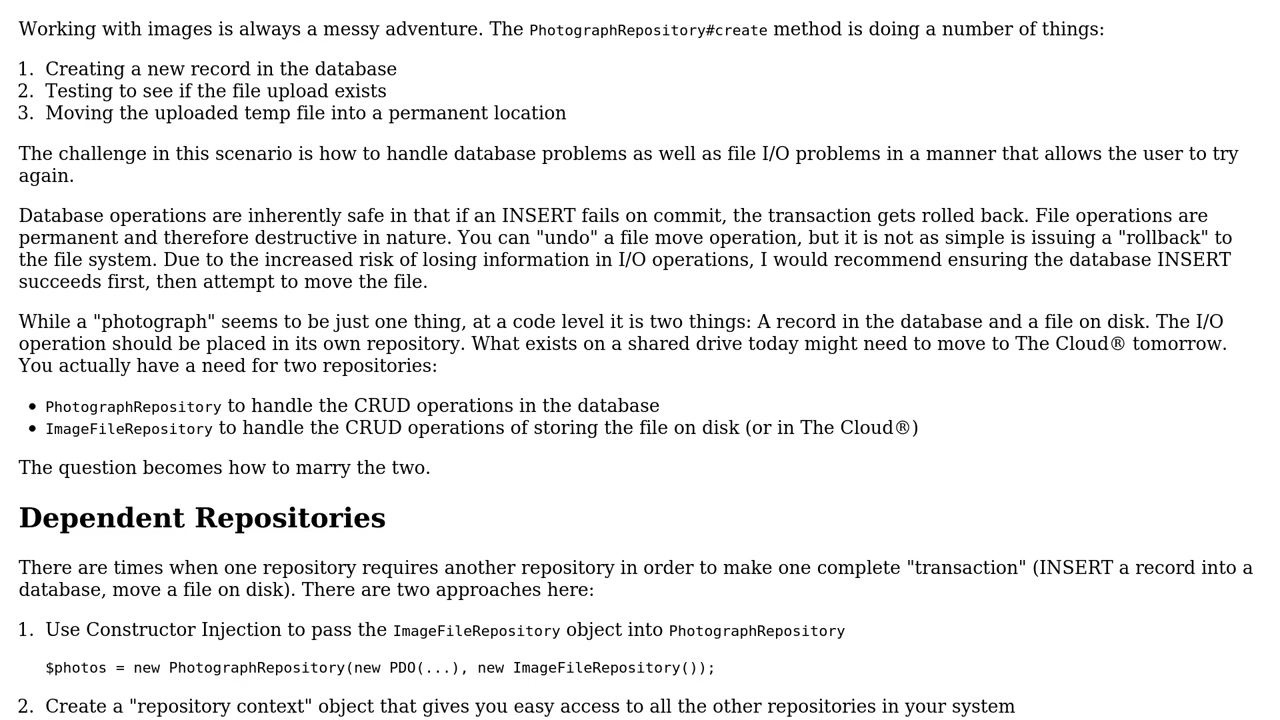 Working with images is always a messy adventure. The PhotographRepository#create method is doing a number of things:
1. Creating a new record in the database
2. Testing to see if the file upload exists
3. Moving the uploaded temp file into a permanent location
The challenge in this scenario is how to handle database problems as well as file I/O problems in a manner that allows the user to try
again.
Database operations are inherently safe in that if an INSERT fails on commit, the transaction gets rolled back. File operations are
permanent and therefore destructive in nature. You can "undo" a file move operation, but it is not as simple is issuing a "rollback" to
the file system. Due to the increased risk of losing information in I/O operations, I would recommend ensuring the database INSERT
succeeds first, then attempt to move the file.
While a "photograph" seems to be just one thing, at a code level it is two things: A record in the database and a file on disk. The I/O
operation should be placed in its own repository. What exists on a shared drive today might need to move to The Cloud® tomorrow.
You actually have a need for two repositories:
• PhotographRepository to handle the CRUD operations in the database
• ImageFileRepository to handle the CRUD operations of storing the file on disk (or in The Cloud®)
The question becomes how to marry the two.
Dependent Repositories
There are times when one repository requires another repository in order to make one complete "transaction" (INSERT a record into a
database, move a file on disk). There are two approaches here:
1. Use Constructor Injection to pass the ImageFileRepository object into PhotographRepository
$photos = new PhotographRepository(new PDO(...), new ImageFileRepository());
2. Create a "repository context" object that gives you easy access to all the other repositories in your system